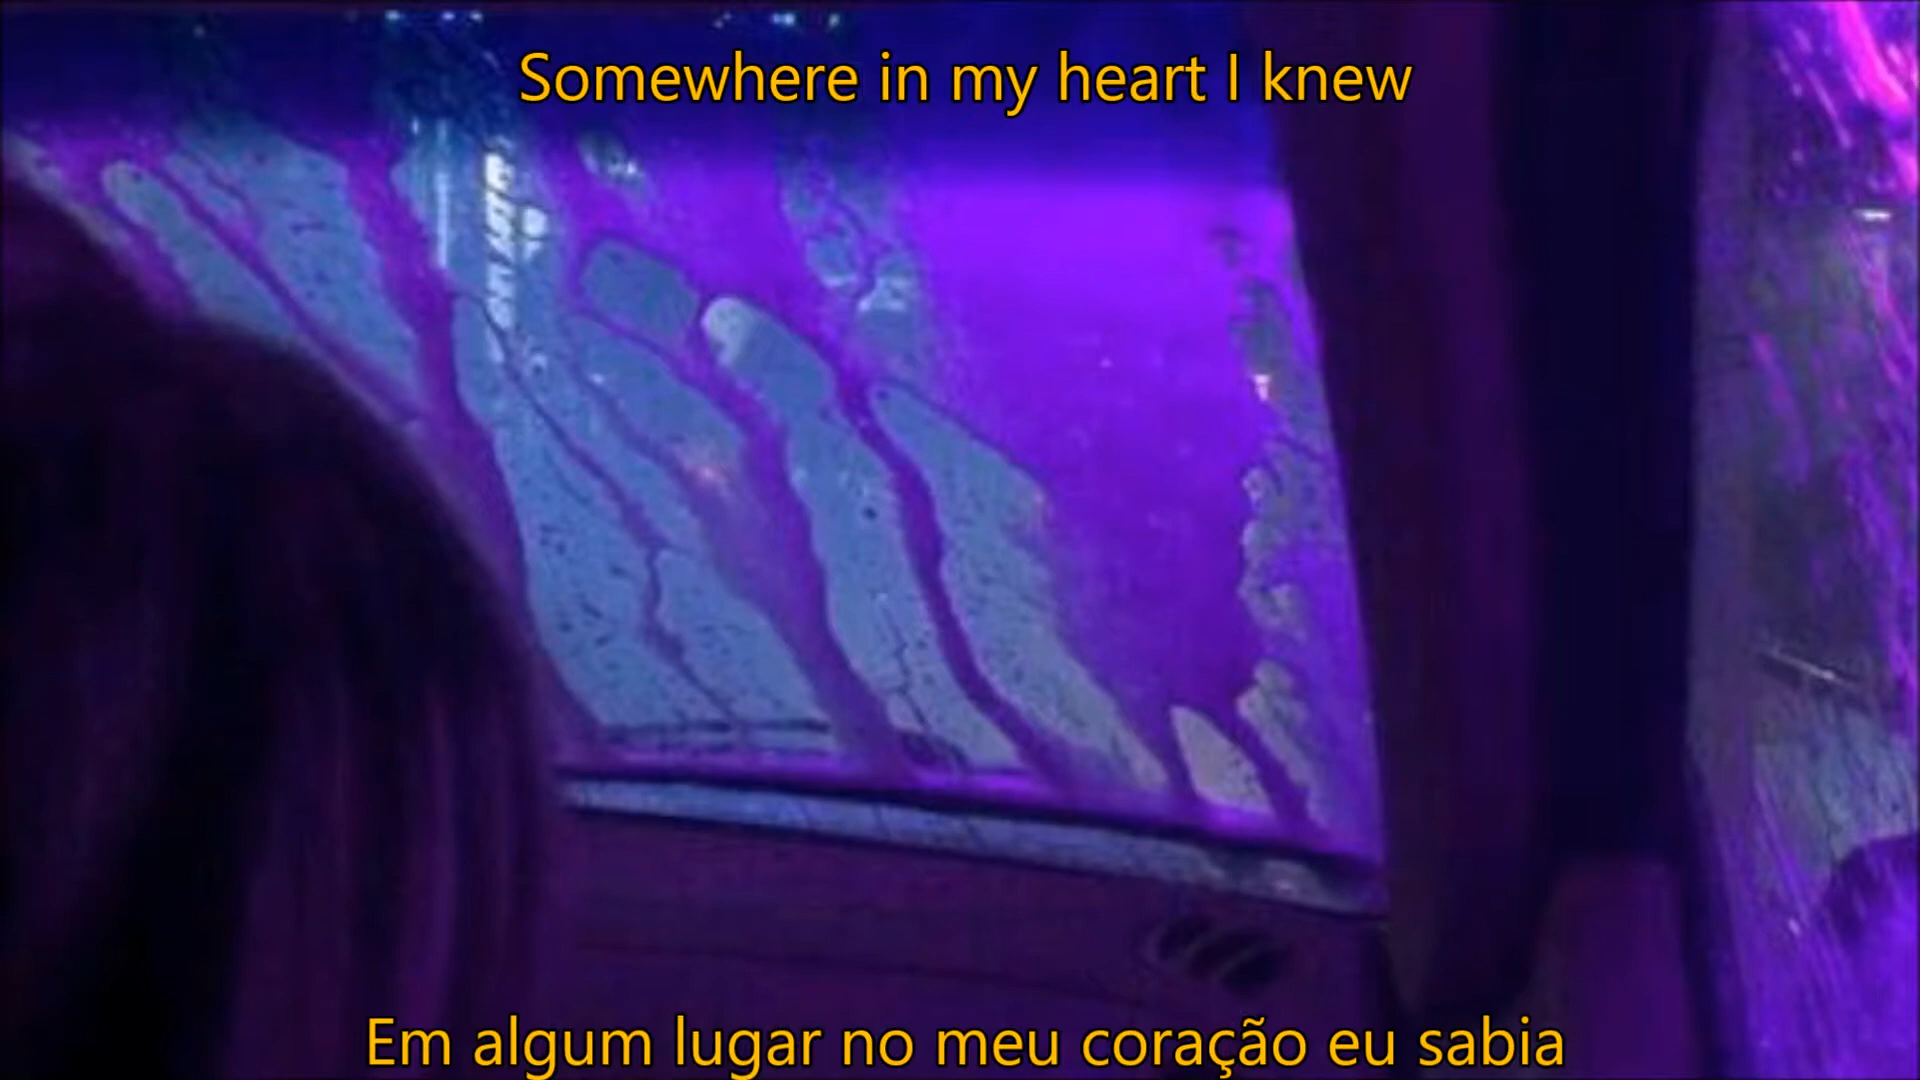 Somewhere in my heart I knew
Em algum lugar no meu coração eu sabia